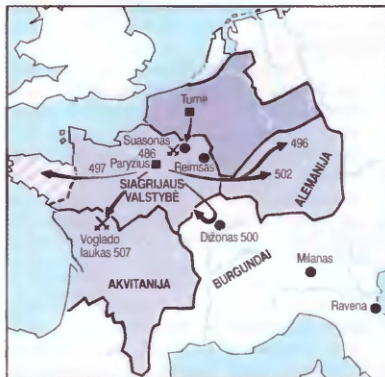 Turnė
Suasonas
486
496
Paryžius
Reimsas
497
502
SIAGRIJAUS
VALSTYBĖ
ALEMANIJA
Voglado
laukas 507
Dižonas 500
BURGUNDAI
Milanas
AKVITANIJA
Ravena